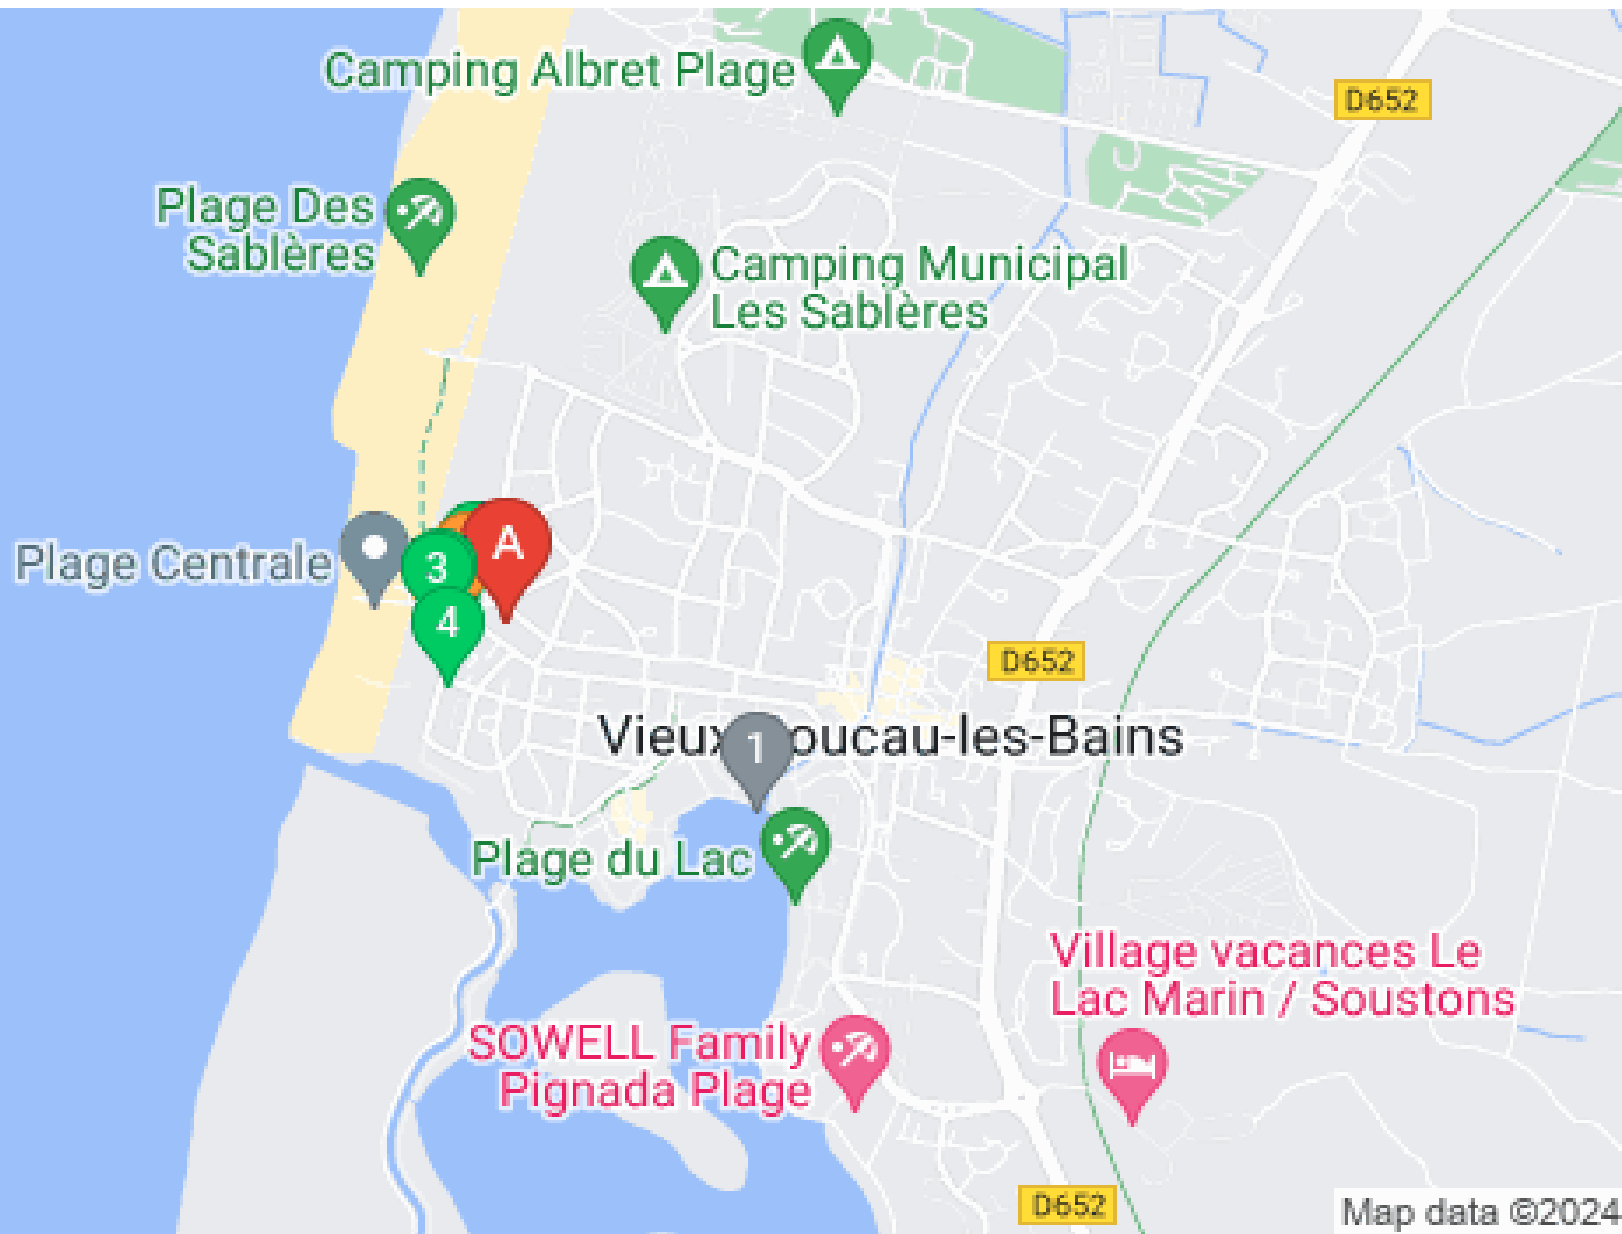 Camping Albret Plage
D652
Plage Des
Sablères
Camping Municipal
Les Sablères
A
Plage Centrale
3
4
D652
Vieux
oucau-les-Bains
1
Plage du Lac
Village vacances Le
Lac Marin / Soustons
SOWELL Family
Pignada Plage
D652
Map data ©2024